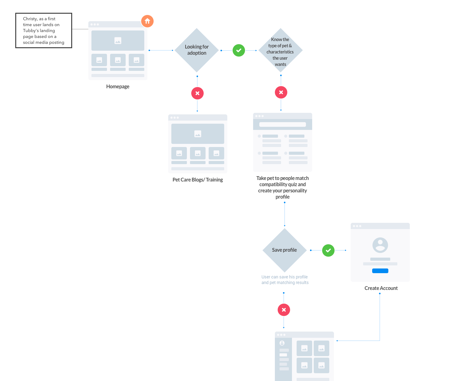 Christy, as a first
time user lands on
Tubby's landing
page based on a
social media posting.
Homepage
Looking for
adoption
Know the
type of pet &
characteristics
the user
wants
Pet Care Blogs/ Training
Take pet to people match
compatibility quiz and
create your personality
profile
Save profile
User can save his profile
and pet matching results
Create Account